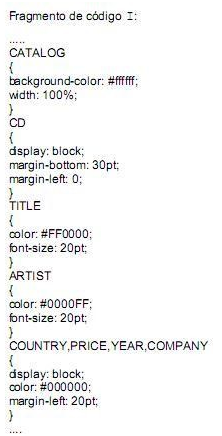 Fragmento de código I:
.....
CATALOG
{
background-color: #ffffff;
width: 100%;
}
CD
{
display: block;
margin-bottom: 30pt;
margin-left: 0;
}
TITLE
{
color: #FF0000;
font-size: 20pt;
}
ARTIST
{
color: #0000FF;
font-size: 20pt;
}
COUNTRY,PRICE,YEAR,COMPANY
{
display: block;
color: #000000;
margin-left: 20pt;
}
....